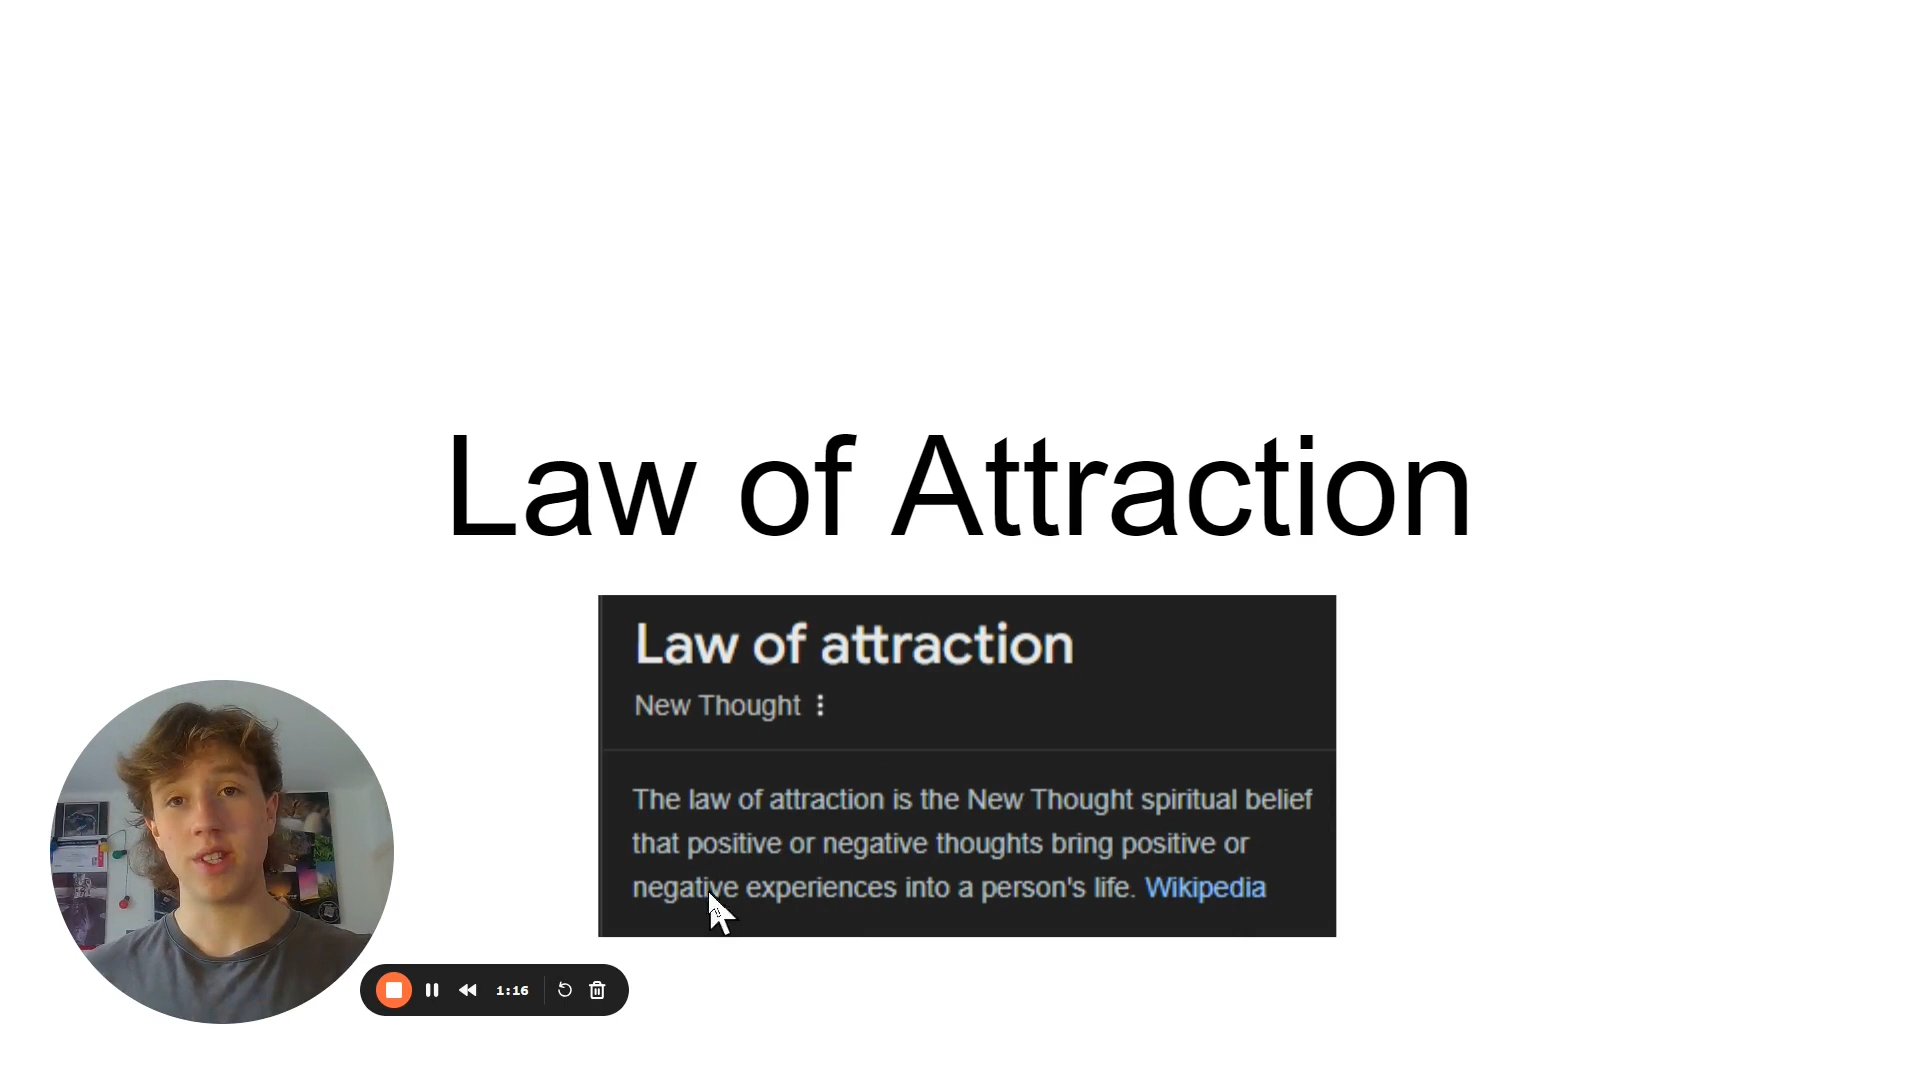 Law of Attraction
Law of attraction
New Thought
The law of attraction is the New Thought spiritual belief
that positive or negative thoughts bring positive or
negative experiences into a person's life. Wikipedia
1:16